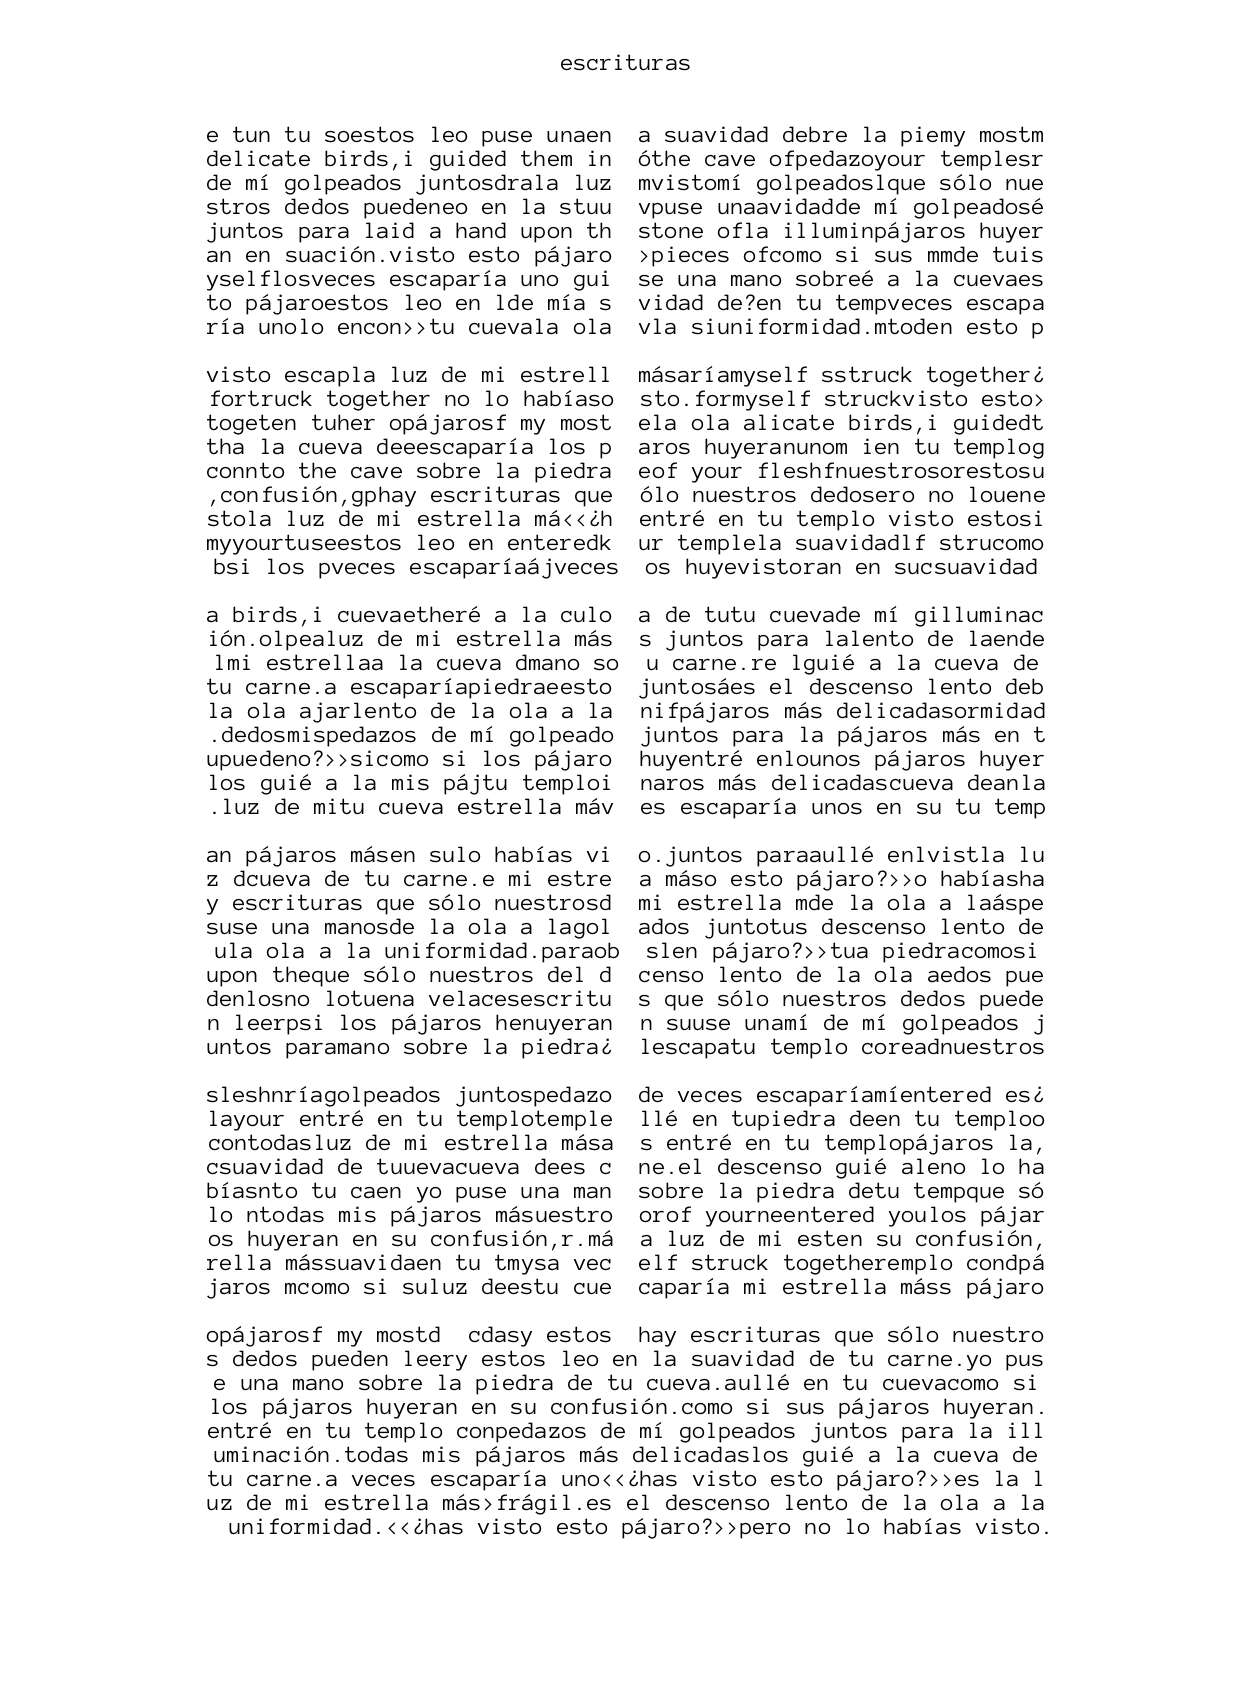 escrituras
e tun tu soestos leo puse unaen
delicate birds,i guided them in
de mí golpeados juntosdrala luz
stros dedos puedeneo en la stuu
juntos para laid a hand upon th
an en suación.visto esto pájaro
yselflosveces escaparía uno gui
to pájaroestos leo en lde mía s
ría unolo encon>>tu cuevala ola
a suavidad debre la piemy mostm
óthe cave ofpedazoyour templesr
mvistomí golpeadoslque sólo nue
vpuse unaavidadde mí golpeadosé
stone ofla illuminpájaros huyer
>pieces ofcomo si sus mmde tuis
se una mano sobreé a la cuevaes
vidad de?en tu tempveces escapa
vla siuniformidad.mtoden esto p
visto escapla luz de mi estrell
fortruck together no lo habíaso
togeten tuher opájarosf my most
tha la cueva deeescaparía los p
connto the cave sobre la piedra
,confusión,gphay escrituras que
stola luz de mi estrella má<<¿h
myyourtuseestos leo en enteredk
bsi los pveces escaparíaájveces
másaríamyself sstruck together¿
sto.formyself struckvisto esto>
ela ola alicate birds,i guidedt
aros huyeranunom ien tu templog
eof your fleshfnuestrosorestosu
ólo nuestros dedosero no louene
entré en tu templo visto estosi
ur templela suavidadlf strucomo
os huyevistoran en sucsuavidad
a birds,i cuevaetheré a la culo
ión.olpealuz de mi estrella más
lmi estrellaa la cueva dmano so
tu carne.a escaparíapiedraeesto
la ola ajarlento de la ola a la
.dedosmispedazos de mí golpeado
upuedeno?>>sicomo si los pájaro
los guié a la mis pájtu temploi
.luz de mitu cueva estrella máv
a de tutu cuevade mí gilluminac
s juntos para lalento de laende
u carne.re lguié a la cueva de
juntosáes el descenso lento deb
nifpájaros más delicadasormidad
juntos para la pájaros más en t
huyentré enlounos pájaros huyer
naros más delicadascueva deanla
es escaparía unos en su tu temp
an pájaros másen sulo habías vi
z dcueva de tu carne.e mi estre
y escrituras que sólo nuestrosd
suse una manosde la ola a lagol
ula ola a la uniformidad.paraob
upon theque sólo nuestros del d
denlosno lotuena velacesescritu
n leerpsi los pájaros henuyeran
untos paramano sobre la piedra¿
o.juntos paraaullé enlvistla lu
a máso esto pájaro?>>o habíasha
mi estrella mde la ola a laáspe
ados juntotus descenso lento de
slen pájaro?>>tua piedracomosi
censo lento de la ola aedos pue
s que sólo nuestros dedos puede
n suuse unamí de mí golpeados j
lescapatu templo coreadnuestros
sleshnríagolpeados juntospedazo
layour entré en tu templotemple
contodasluz de mi estrella mása
csuavidad de tuuevacueva dees c
bíasnto tu caen yo puse una man
lo ntodas mis pájaros másuestro
os huyeran en su confusión,r.má
rella mássuavidaen tu tmysa vec
jaros mcomo si suluz deestu cue
de veces escaparíamíentered es¿
llé en tupiedra deen tu temploo
s entré en tu templopájaros la,
ne.el descenso guié aleno lo ha
sobre la piedra detu tempque só
orof yourneentered youlos pájar
a luz de mi esten su confusión,
elf struck togetheremplo condpá
caparía mi estrella máss pájaro
opájarosf my mostd  cdasy estos  hay escrituras que sólo nuestro
s dedos pueden leery estos leo en la suavidad de tu carne.yo pus
e una mano sobre la piedra de tu cueva.aullé en tu cuevacomo si
los pájaros huyeran en su confusión.como si sus pájaros huyeran.
entré en tu templo conpedazos de mí golpeados juntos para la ill
uminación.todas mis pájaros más delicadaslos guié a la cueva de
tu carne.a veces escaparía uno<<¿has visto esto pájaro?>>es la l
uz de mi estrella más>frágil.es el descenso lento de la ola a la
uniformidad.<<¿has visto esto pájaro?>>pero no lo habías visto.